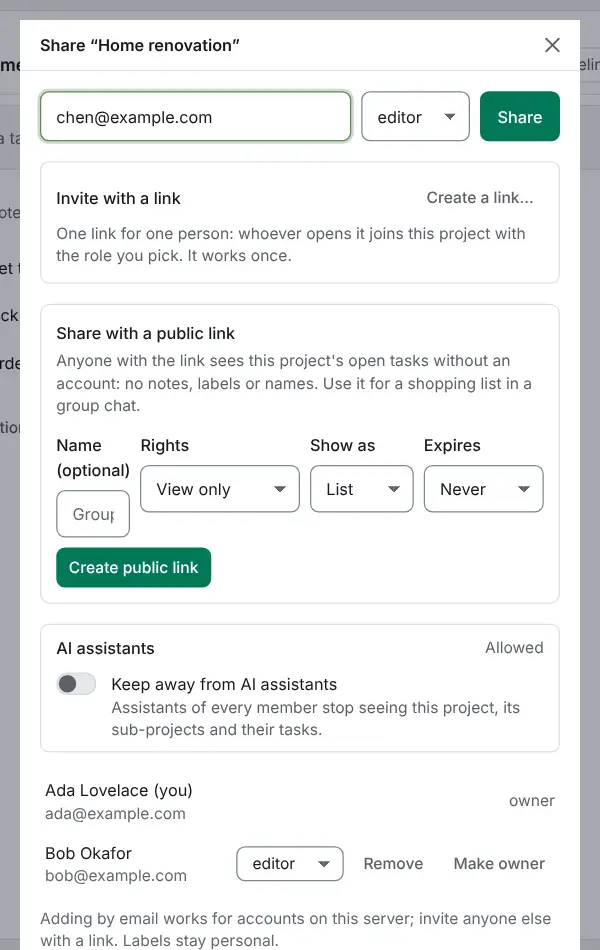 Share “Home renovation”
chen@example.com
editor
Share
Invite with a link
Create a link...
One link for one person: whoever opens it joins this project with
the role you pick. It works once.
Share with a public link
Anyone with the link sees this project's open tasks without an
account: no notes, labels or names. Use it for a shopping list in a
group chat.
Name
(optional)
Rights
Show as
Expires
Group
View only
List
Never
Create public link
AI assistants
Allowed
Keep away from AI assistants
Assistants of every member stop seeing this project, its
sub-projects and their tasks.
Ada Lovelace (you)
ada@example.com
owner
Bob Okafor
bob@example.com
editor
Remove
Make owner
Adding by email works for accounts on this server; invite anyone else
with a link. Labels stay personal.